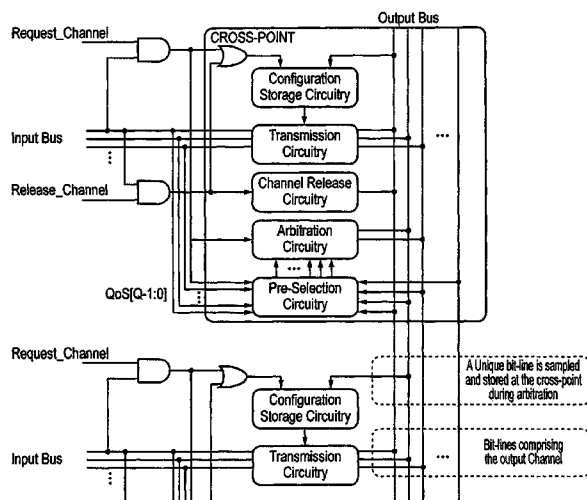 Output Bus
Request_Channel
CROSS-POINT
Configuration
Storage Circuitry
Input Bus
Transmission
Circuitry
Release_Channel
Channel Release
Circuitry
Arbitration
Circuitry
QoS[Q-1:0]
Pre-Selection
Circuitry
Request_Channel
A Unique bit-line is sampled
and stored at the cross-point
during arbitration
Configuration
Storage Circuitry
Input Bus
Transmission
Circuitry
Bit-lines comprising
the output Channel